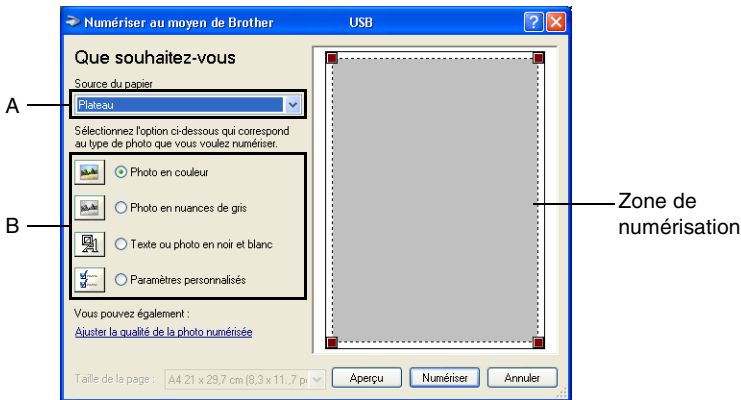 Numériser au moyen de Brother USB
Que souhaitez-vous
Source du papier
A
Plateau
Sélectionnez l'option ci-dessous qui correspond
au type de photo que vous voulez numériser.
B
Photo en couleur
Photo en nuances de gris
Texte ou photo en noir et blanc
Paramètres personnalisés
Vous pouvez également :
Ajuster la qualité de la photo numérisée
Taille de la page :
A4 21 x 29,7 cm (8,3 x 11.,7 p
Aperçu
Numériser
Annuler
Zone de
numérisation